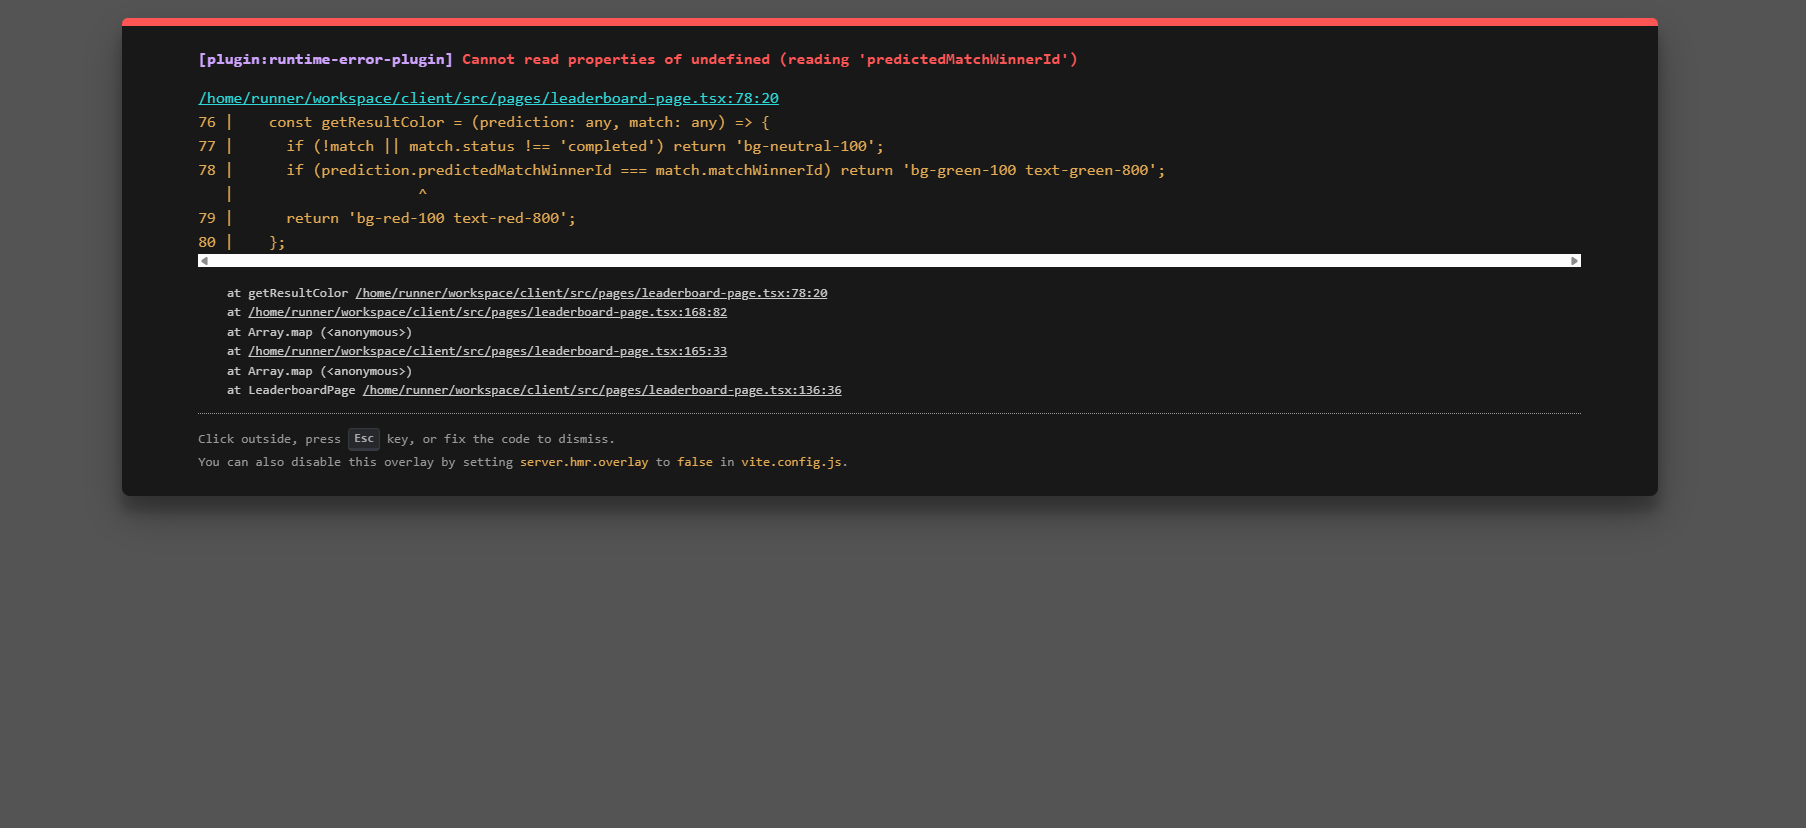 [plugin:runtime-error-plugin] Cannot read properties of undefined (reading 'predictedMatchWinnerId')
/home/runner/workspace/client/src/pages/leaderboard-page.tsx:78:20
76 |    const getResultColor = (prediction: any, match: any) => {
77 |      if (!match || match.status !== 'completed') return 'bg-neutral-100';
78 |      if (prediction.predictedMatchWinnerId === match.matchWinnerId) return 'bg-green-100 text-green-800';
   |                     ^
79 |      return 'bg-red-100 text-red-800';
80 |    };
at getResultColor /home/runner/workspace/client/src/pages/leaderboard-page.tsx:78:20
at /home/runner/workspace/client/src/pages/leaderboard-page.tsx:168:82
at Array.map (<anonymous>)
at /home/runner/workspace/client/src/pages/leaderboard-page.tsx:165:33
at Array.map (<anonymous>)
at LeaderboardPage /home/runner/workspace/client/src/pages/leaderboard-page.tsx:136:36
Click outside, press Esc key, or fix the code to dismiss.
You can also disable this overlay by setting server.hmr.overlay to false in vite.config.js.